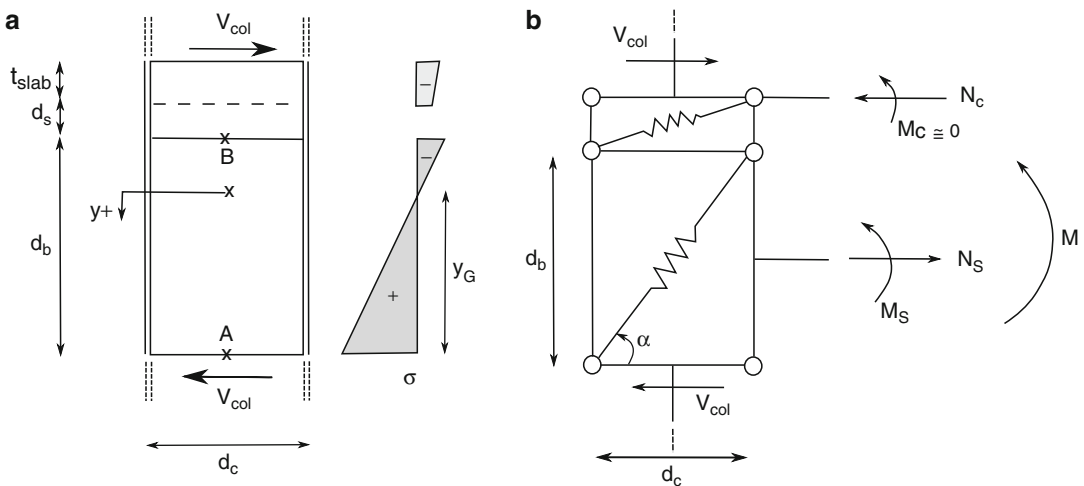 a
V_col
t_slab
d_s
x
B
x
y+
d_b
A
x
V_col
d_c
−
−
+
y_G
σ
b
V_col
N_c
M_C ≅ 0
M
d_b
N_S
M_S
α
V_col
d_c